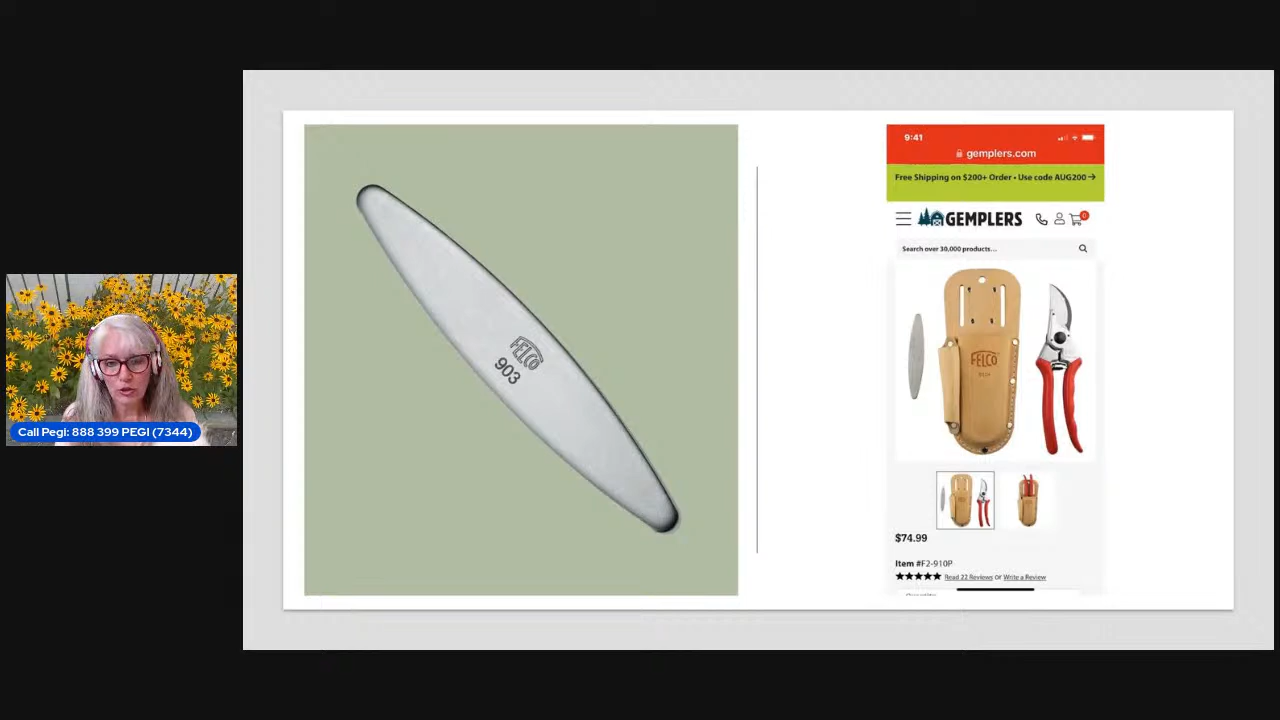 Call Pegi: 888 399 PEGI (7344)
FELCO
903
9:41
gemplers.com
Free Shipping on $200+ Order • Use code AUG200 →
0
GEMPLERS
Search over 30,000 products...
FELCO
$74.99
Item #F2-910P
Read 22 Reviews or Write a Review